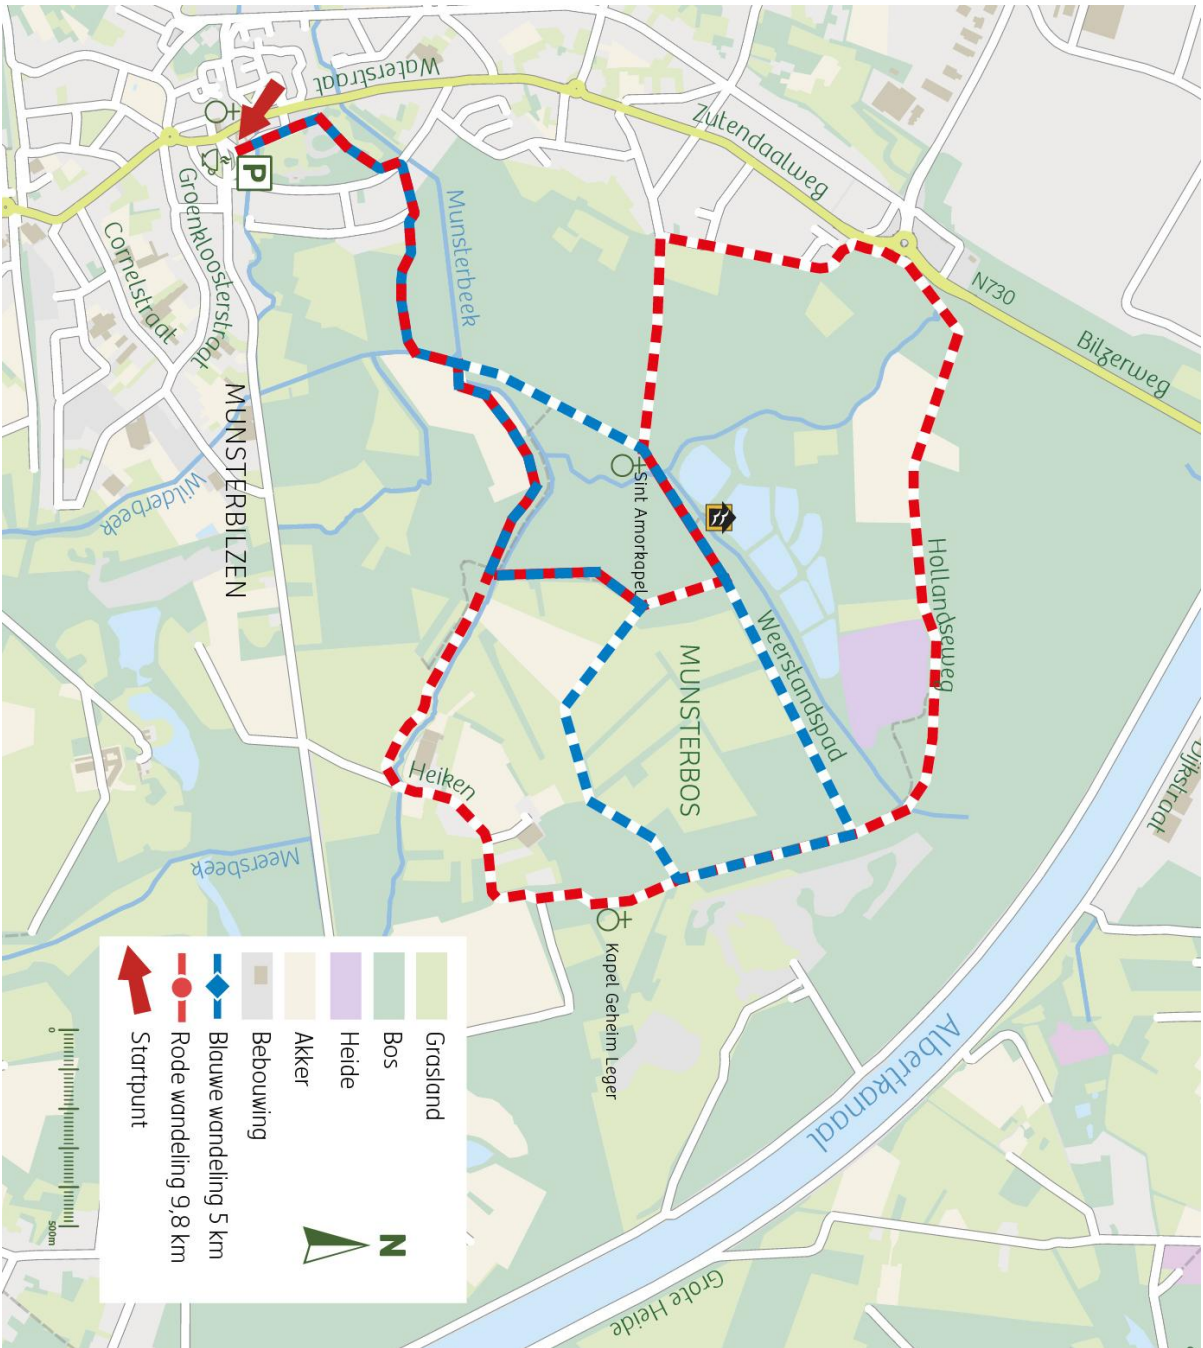 Waterstraat
Zutendaalweg
N730
Bilzerweg
P
Groenkloosterstraat
Cornelstraat
Munsterbeek
MUNSTERBILZEN
Wilderbeek
Sint Amorkapel
Weerstandspad
Hollandseweg
MUNSTERBOS
Heiken
Meersbeek
Kapel Geheim Leger
Albertkanaal
Dijkstraat
Grote Heide
Grasland
Bos
Heide
Akker
Bebouwing
Blauwe wandeling 5 km
Rode wandeling 9,8 km
Startpunt
N
0
500m